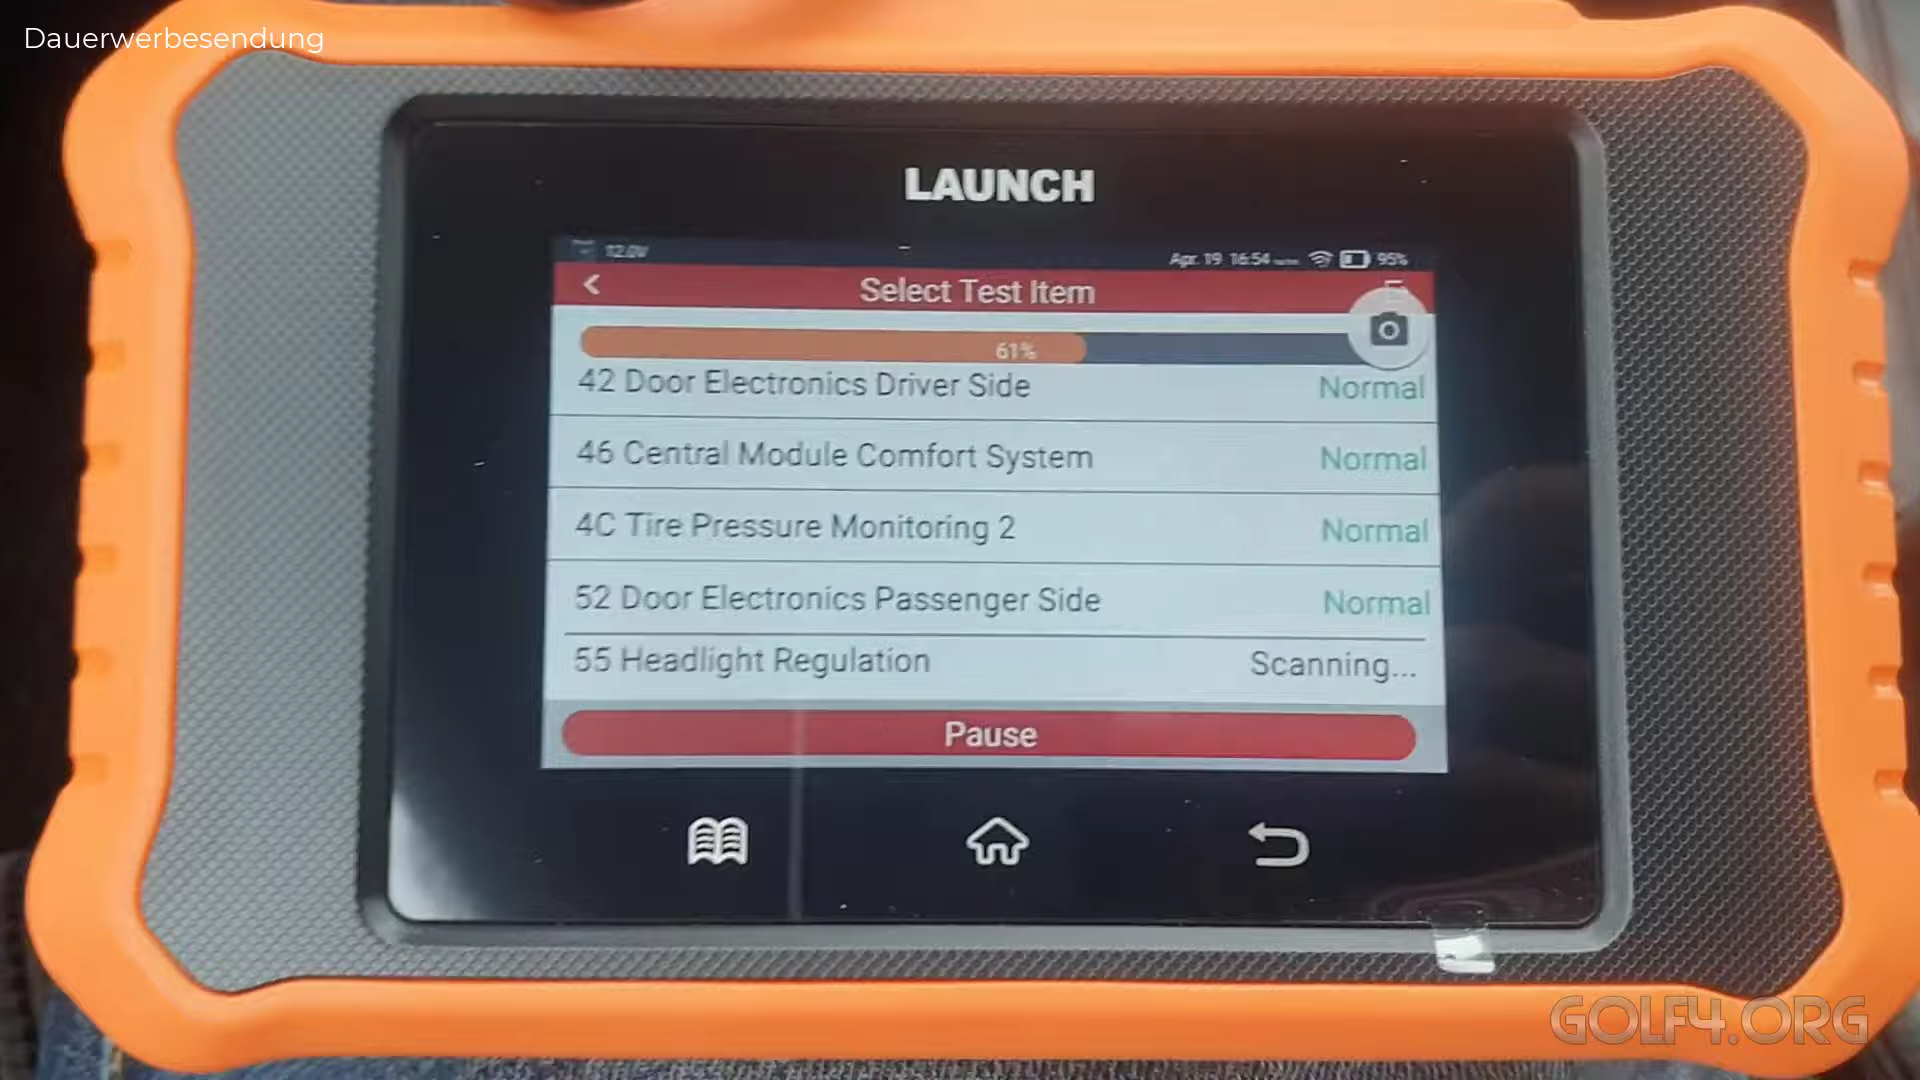 Dauerwerbesendung
LAUNCH
12.0V
Apr. 19 16:54
95%
Select Test Item
61%
42 Door Electronics Driver Side Normal
46 Central Module Comfort System Normal
4C Tire Pressure Monitoring 2 Normal
52 Door Electronics Passenger Side Normal
55 Headlight Regulation Scanning...
Pause
GOLF4.ORG